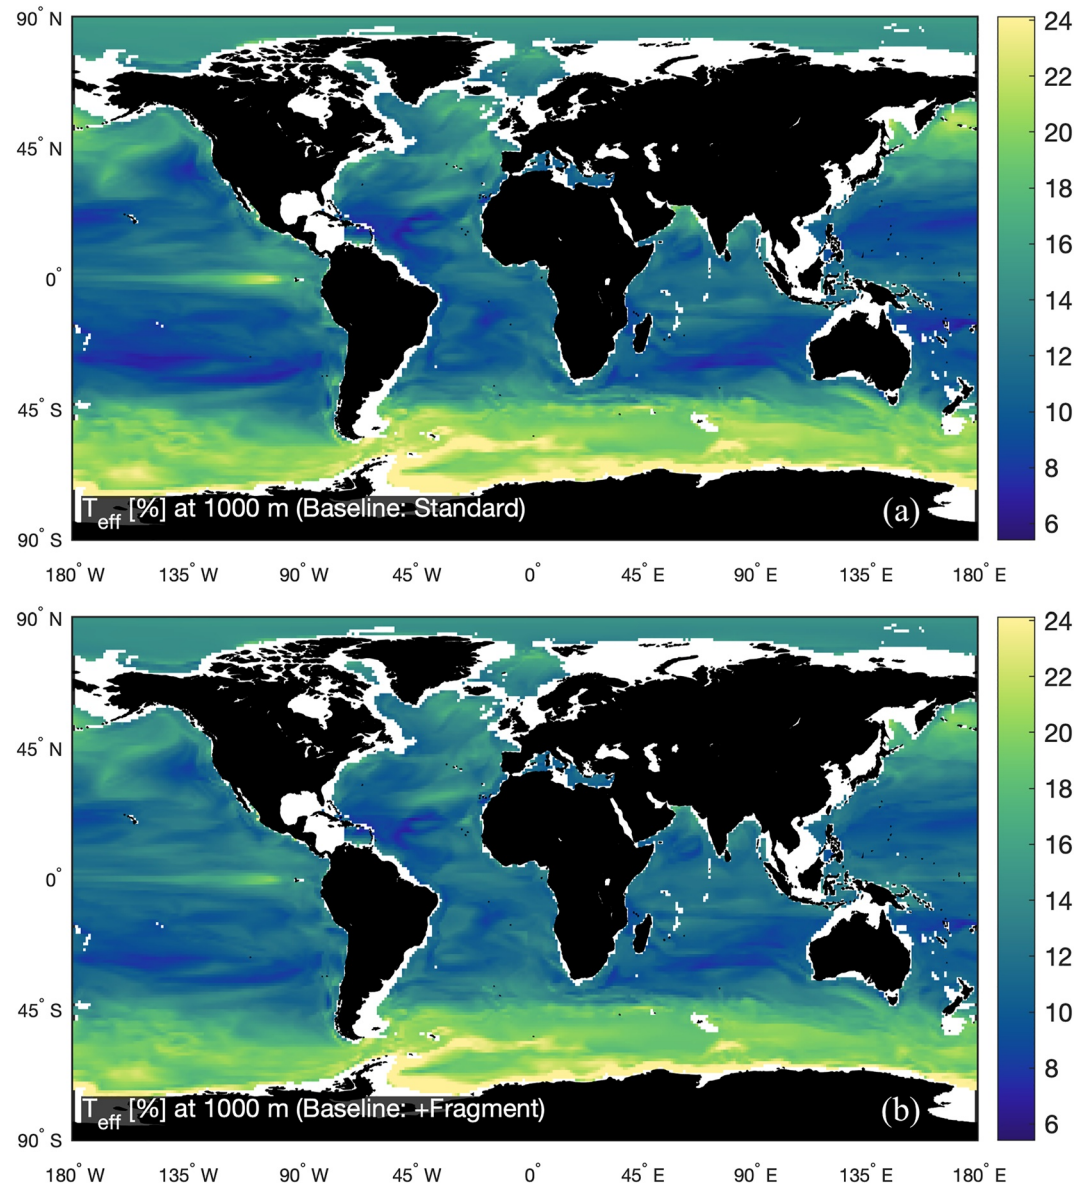 90° N
45° N
0°
45° S
90° S
180° W 135° W 90° W 45° W 0° 45° E 90° E 135° E 180° E
24
22
20
18
16
14
12
10
8
6
T_eff [%] at 1000 m (Baseline: Standard)
(a)
90° N
45° N
0°
45° S
90° S
180° W 135° W 90° W 45° W 0° 45° E 90° E 135° E 180° E
24
22
20
18
16
14
12
10
8
6
T_eff [%] at 1000 m (Baseline: +Fragment)
(b)